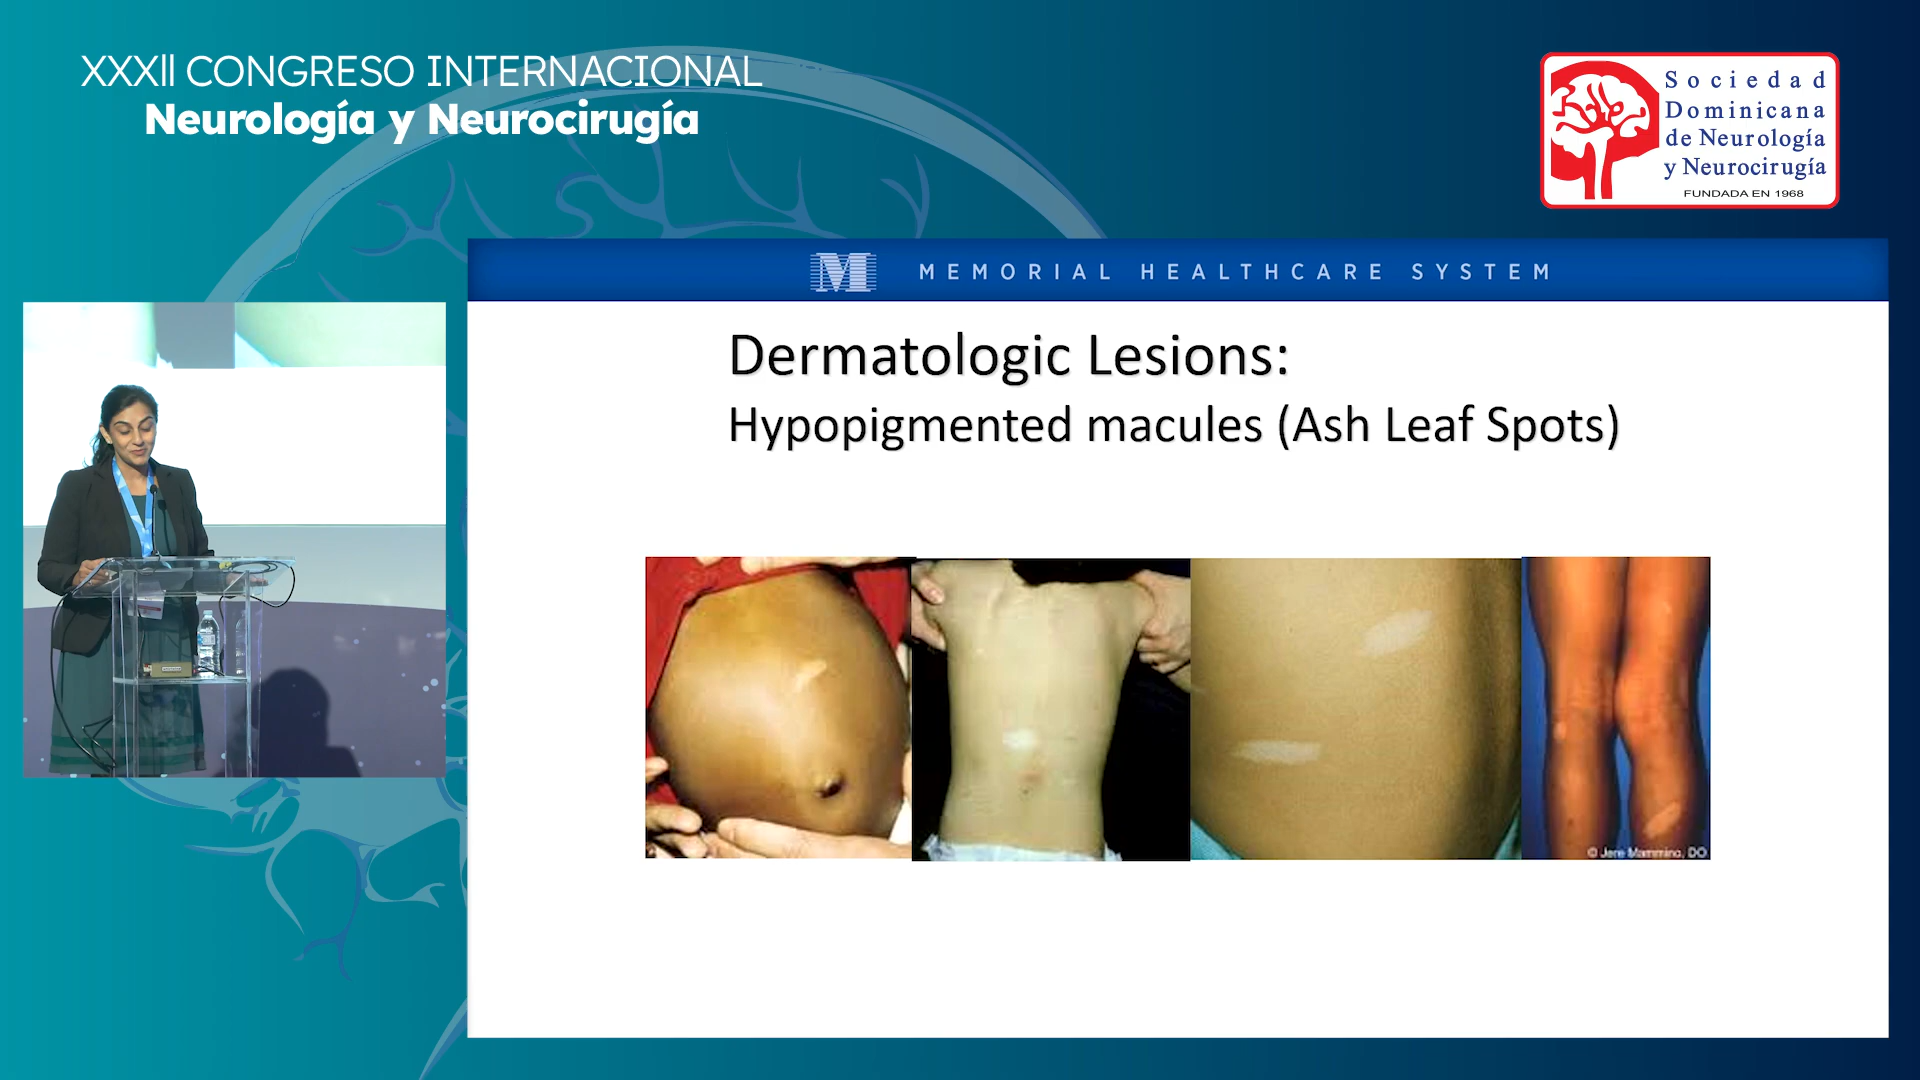 XXXII CONGRESO INTERNACIONAL
Neurología y Neurocirugía
Sociedad
Dominicana
de Neurología
y Neurocirugía
FUNDADA EN 1968
M MEMORIAL HEALTHCARE SYSTEM
Dermatologic Lesions:
Hypopigmented macules (Ash Leaf Spots)
© Jere Mammino, DO